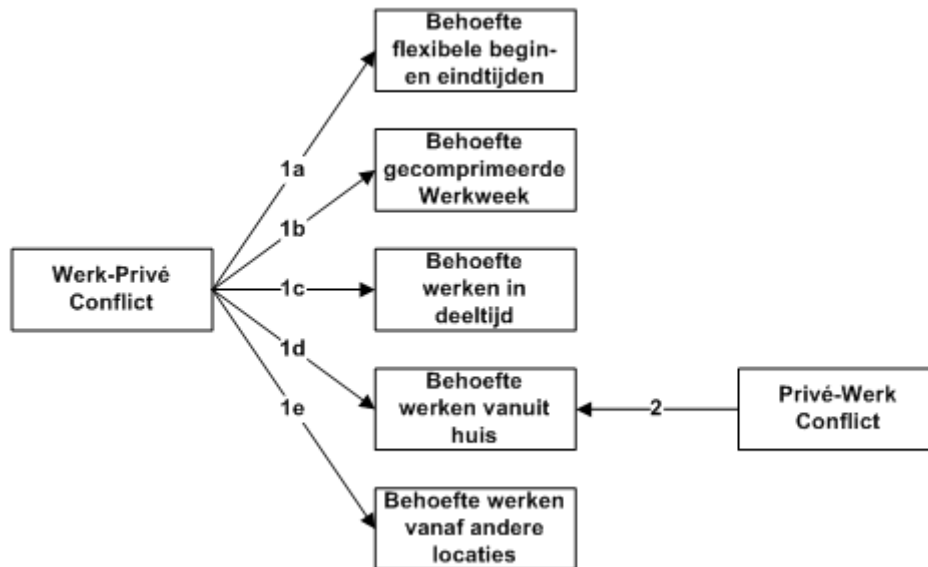 Behoefte
flexibele begin-
en eindtijden
1a
Behoefte
gecomprimeerde
Werkweek
1b
Werk-Privé
Conflict
1c
Behoefte
werken in
deeltijd
1d
Behoefte
werken vanuit
huis
2
Privé-Werk
Conflict
1e
Behoefte werken
vanaf andere
locaties